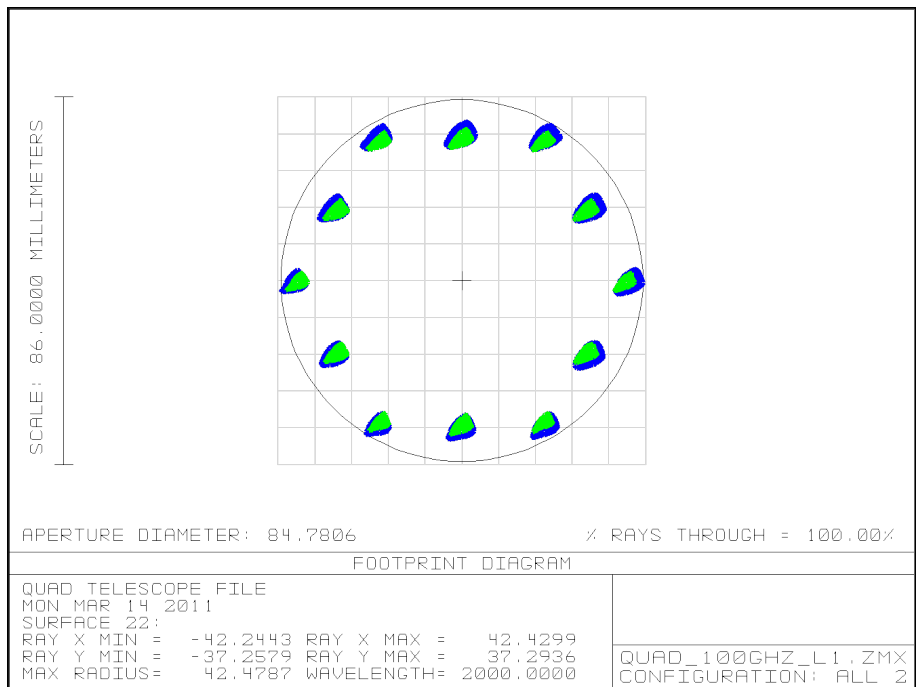 SCALE: 86.0000 MILLIMETERS
APERTURE DIAMETER: 84.7806
% RAYS THROUGH = 100.00%
FOOTPRINT DIAGRAM
QUAD TELESCOPE FILE
MON MAR 14 2011
SURFACE 22:
RAY X MIN = -42.2443 RAY X MAX = 42.4299
RAY Y MIN = -37.2579 RAY Y MAX = 37.2936
MAX RADIUS= 42.4787 WAVELENGTH= 2000.0000
QUAD_100GHZ_L1.ZMX
CONFIGURATION: ALL 2